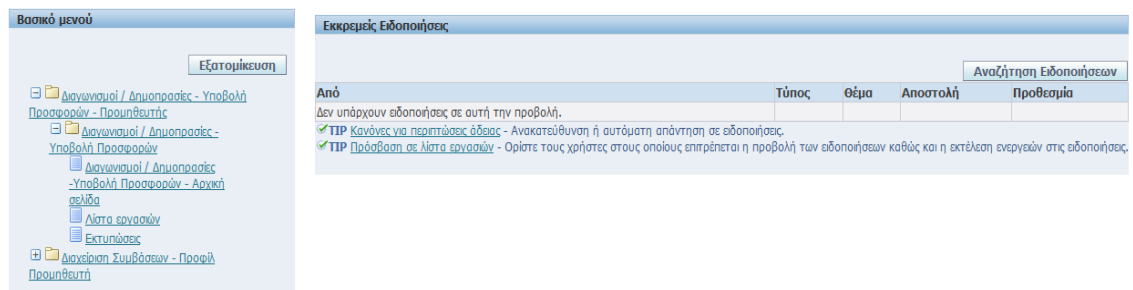 Βασικό μενού
Εξατομίκευση
Διαγωνισμοί / Δημοπρασίες - Υποβολή
Προσφορών - Προμηθευτής
Διαγωνισμοί / Δημοπρασίες -
Υποβολή Προσφορών
Διαγωνισμοί / Δημοπρασίες
-Υποβολή Προσφορών - Αρχική
σελίδα
Λίστα εργασιών
Εκτυπώσεις
Διαχείριση Συμβάσεων - Προφίλ
Προμηθευτή
Εκκρεμείς Ειδοποιήσεις
Αναζήτηση Ειδοποιήσεων
Από Τύπος Θέμα Αποστολή Προθεσμία
Δεν υπάρχουν ειδοποιήσεις σε αυτή την προβολή.
TIP Κανόνες για περιπτώσεις άδειας - Ανακατεύθυνση ή αυτόματη απάντηση σε ειδοποιήσεις.
TIP Πρόσβαση σε λίστα εργασιών - Ορίστε τους χρήστες στους οποίους επιτρέπεται η προβολή των ειδοποιήσεων καθώς και η εκτέλεση ενεργειών στις ειδοποιήσεις.